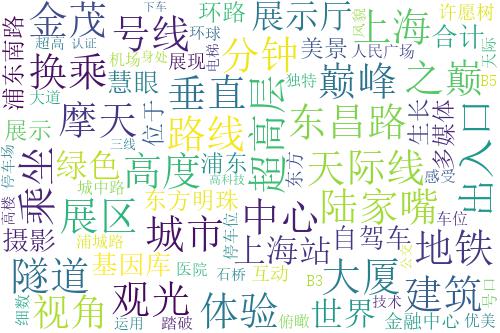 金茂
号线
环路
展示厅
上海
许愿树
下车
超高
认证
机场
身处
环球
电梯
展现
美景
人民广场
风貌
合计
天际
浦东南路
换乘
慧眼
分钟
巅峰
之巅
独特
B5
大道
垂直
展示
摩天
位于
路线
超高层
东昌路
生长
多媒体
出入口
停车场
三线
绿色
高度
浦东
东方
天际线
感受
乘坐
城中路
高科技
东方明珠
陆家嘴
高楼
展区
城市
中心
车位
摄影
浦城路
停车位
上海站
自驾车
地铁
基因库
公交
隧道
医院
石桥
互动
B3
大厦
建筑
号口
细数
视角
观光
体验
世界
技术
运用
踏破
俯瞰
金融中心
优美